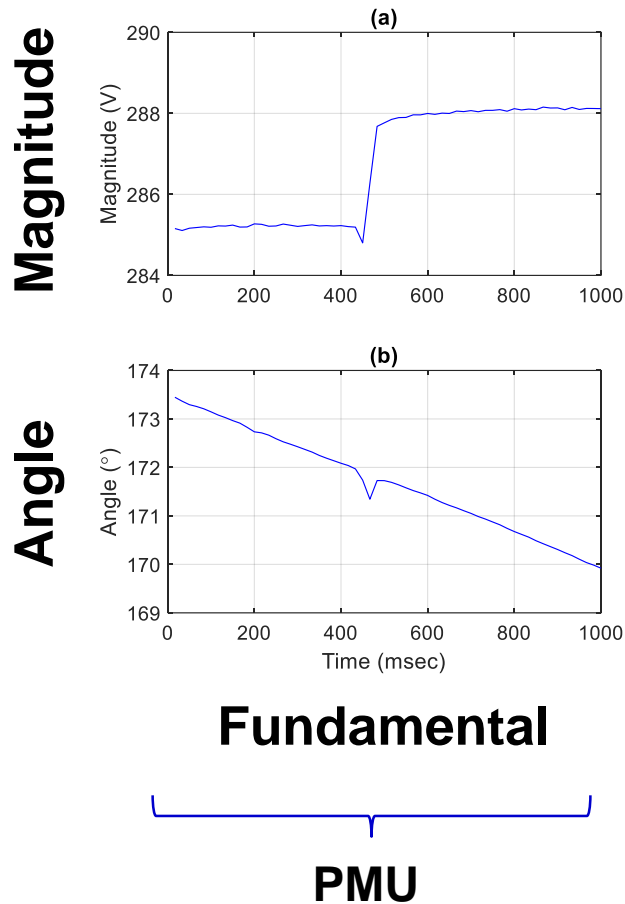 (a)
Magnitude
Magnitude (V)
290
288
286
284
0 200 400 600 800 1000
(b)
Angle
Angle (°)
174
173
172
171
170
169
0 200 400 600 800 1000
Time (msec)
Fundamental
PMU